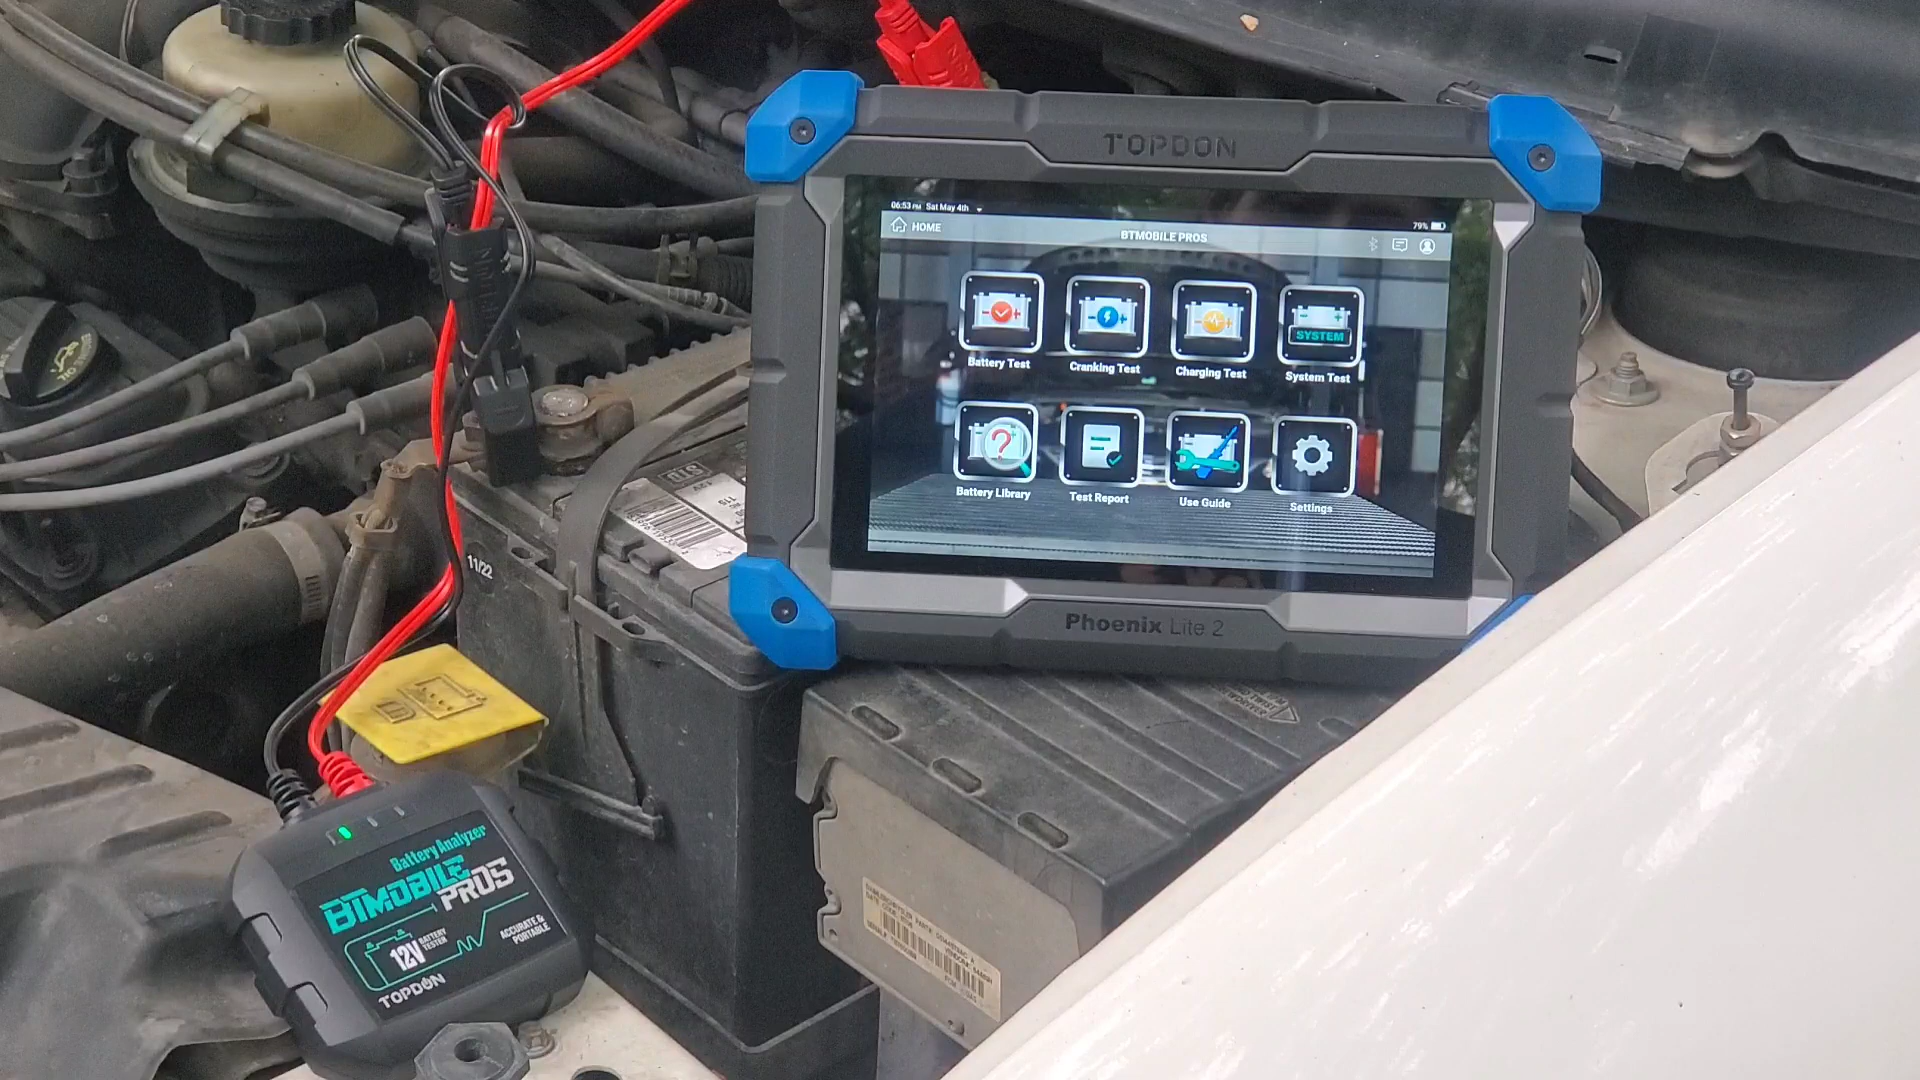 TOPDON
06:53 PM Sat May 4th
79%
HOME
BTMOBILE PROS
SYSTEM
Battery Test
Cranking Test
Charging Test
System Test
?
Battery Library
Test Report
Use Guide
Settings
Phoenix Lite 2
11/22
12V
Battery Analyzer
BTMOBILE
PROS
12V
BATTERY
TESTER
ACCURATE &
PORTABLE
TOPDON